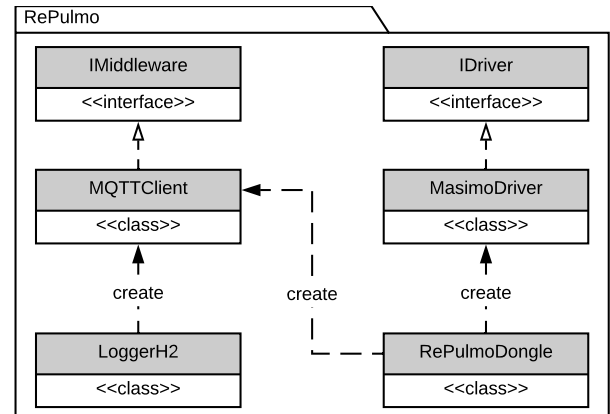 RePulmo
IMiddleware
<<interface>>
IDriver
<<interface>>
MQTTClient
<<class>>
MasimoDriver
<<class>>
create
create
create
LoggerH2
<<class>>
RePulmoDongle
<<class>>